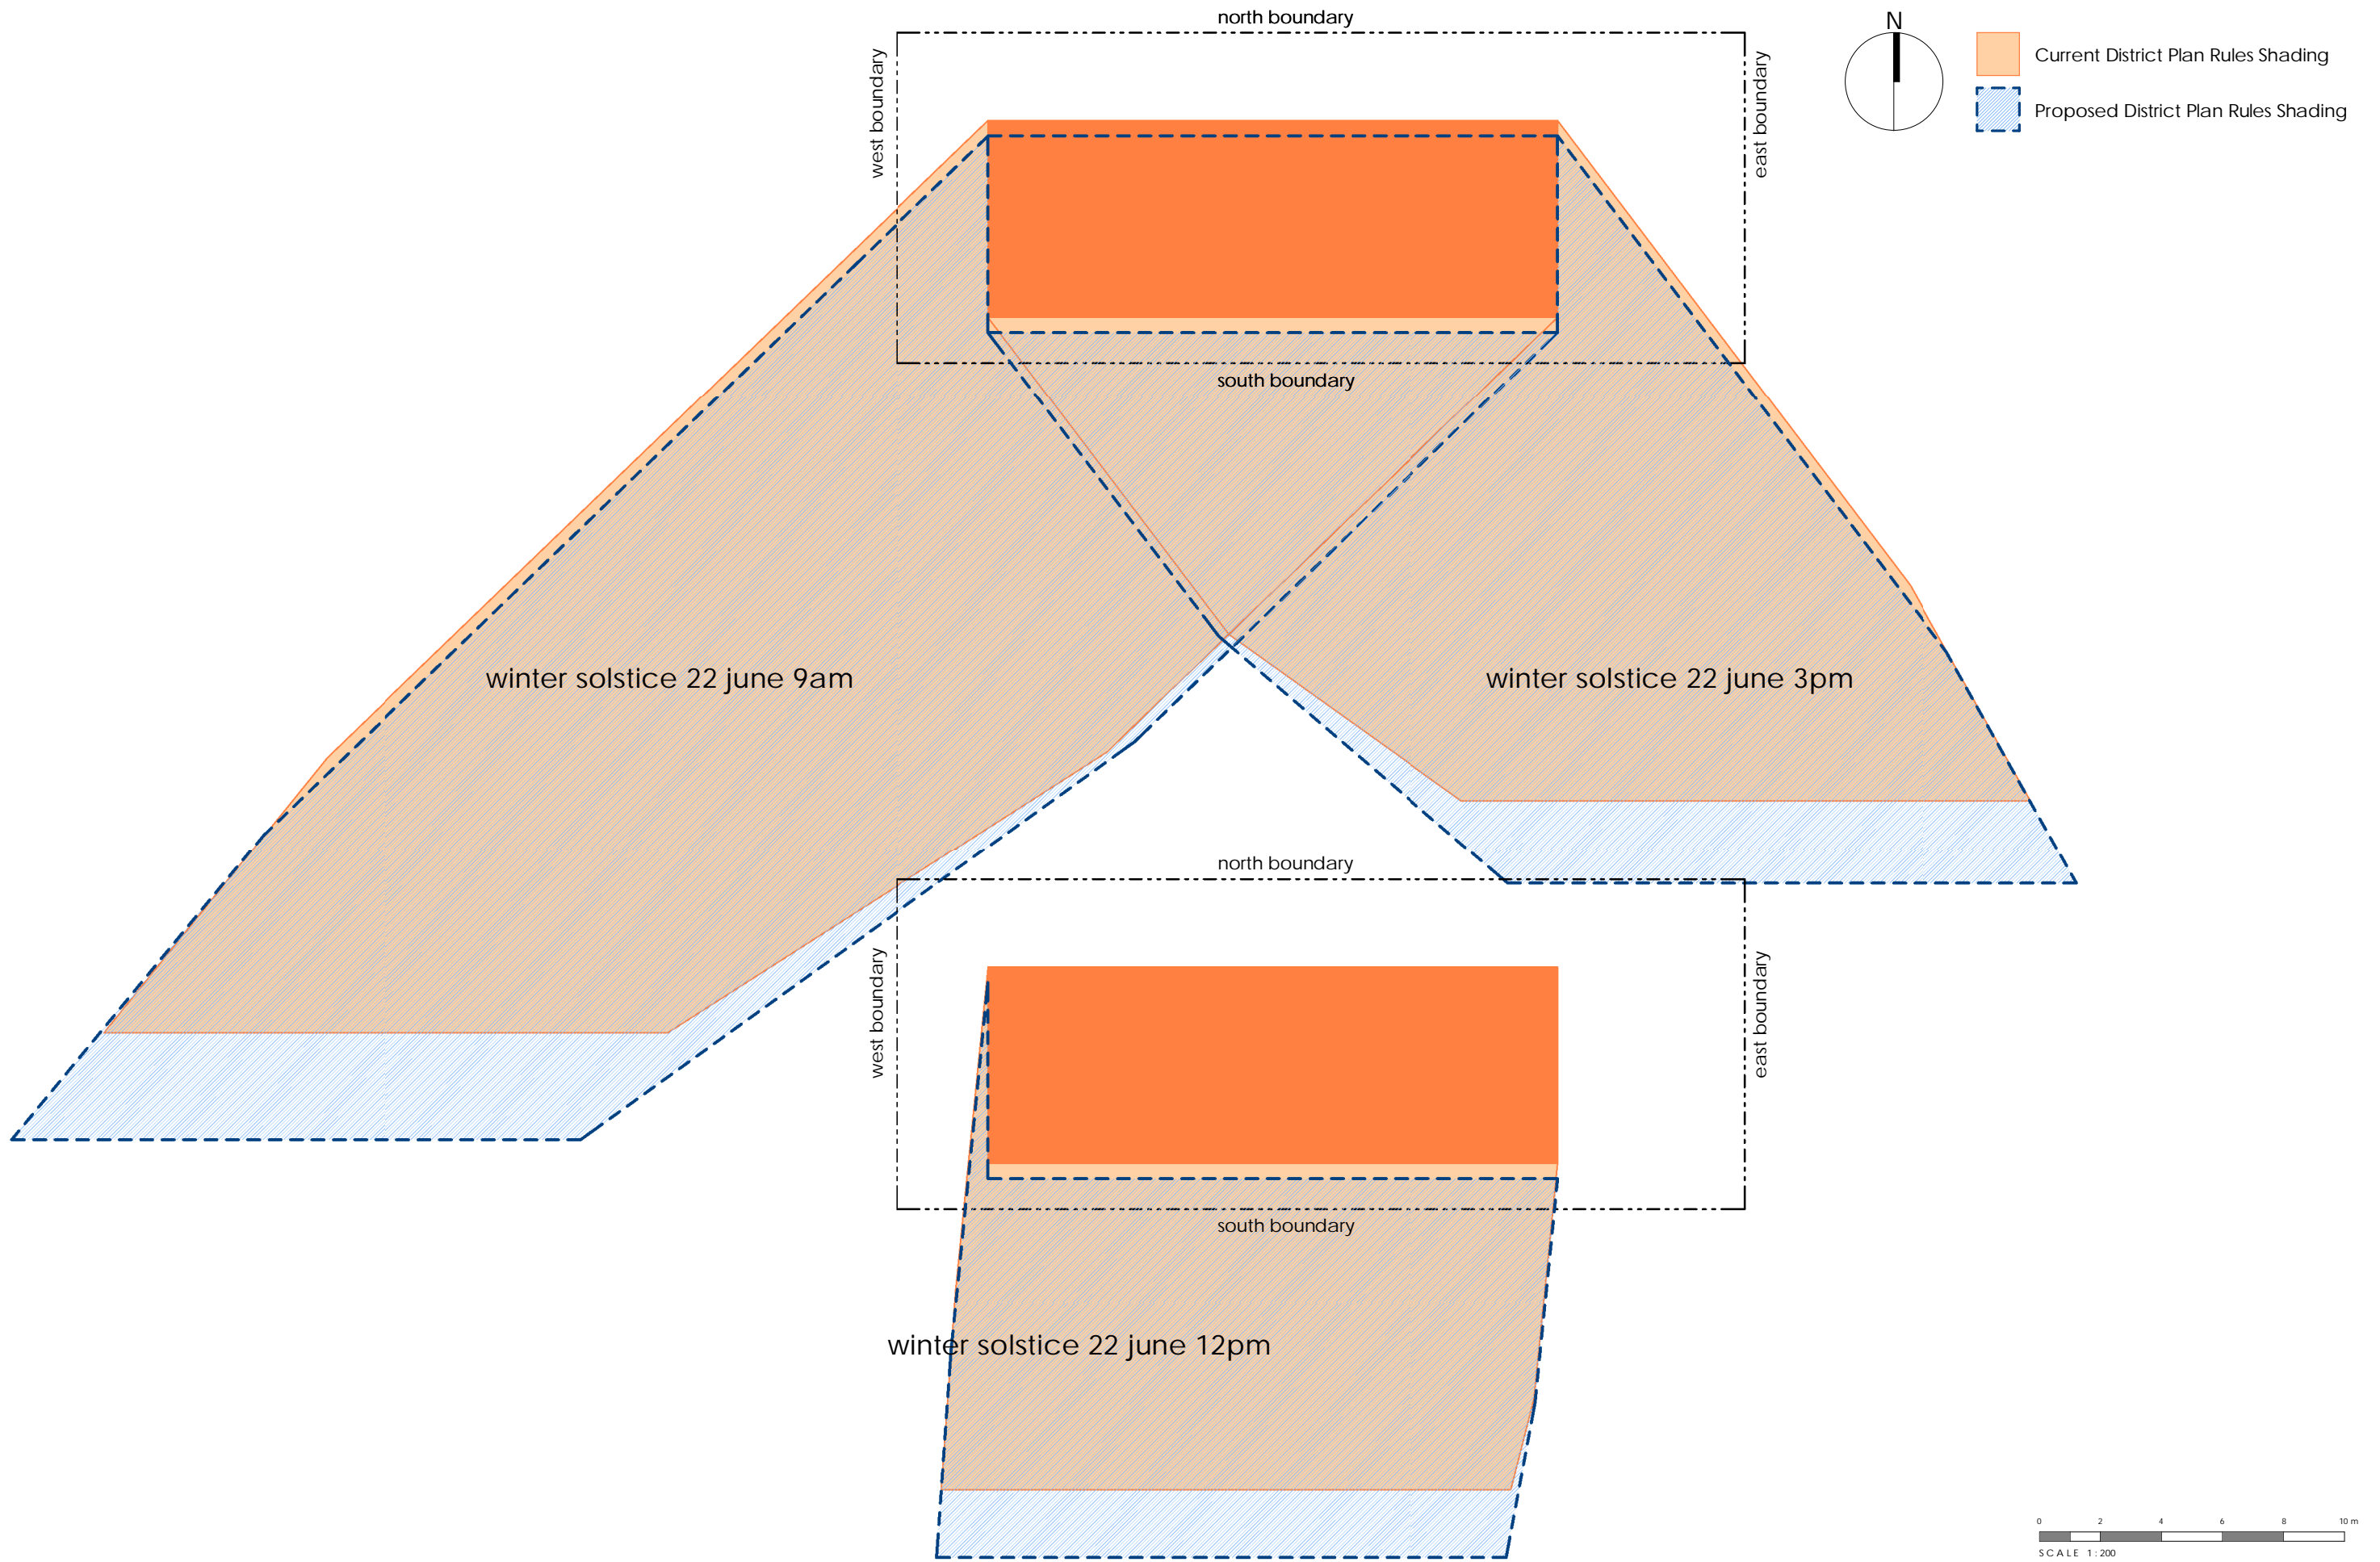 north boundary
N
west boundary
east boundary
Current District Plan Rules Shading
Proposed District Plan Rules Shading
south boundary
winter solstice 22 june 9am
winter solstice 22 june 3pm
north boundary
west boundary
east boundary
south boundary
winter solstice 22 june 12pm
0 2 4 6 8 10 m
SCALE 1:200